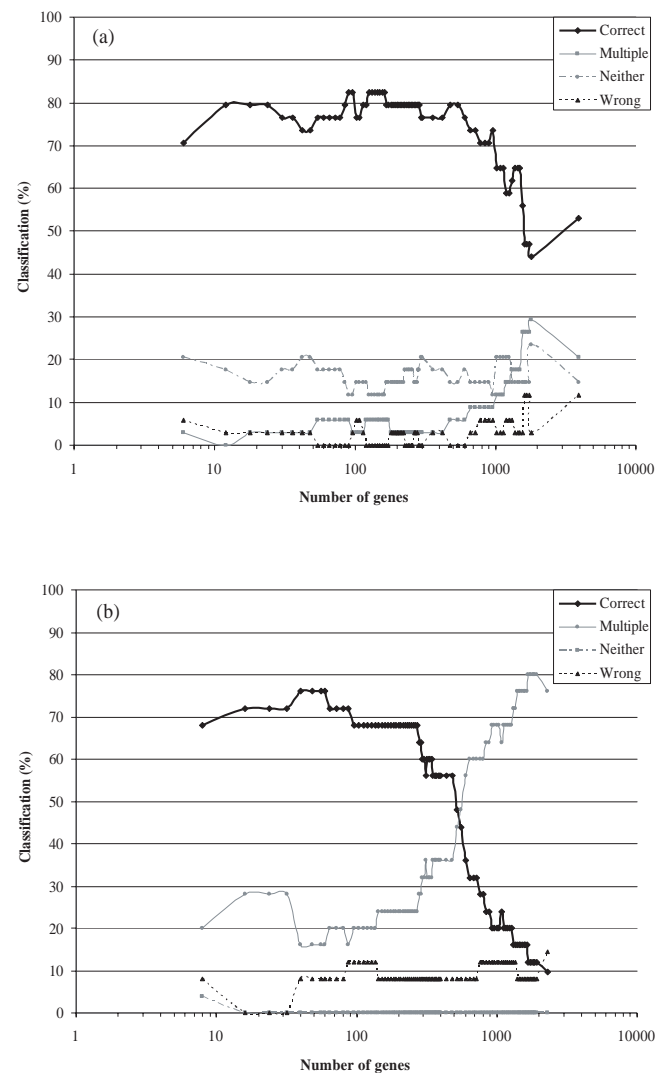 (a)
100
90
80
70
60
50
40
30
20
10
0
Classification (%)
1 10 100 1000 10000
Number of genes
Correct
Multiple
Neither
Wrong
(b)
100
90
80
70
60
50
40
30
20
10
0
Classification (%)
1 10 100 1000 10000
Number of genes
Correct
Multiple
Neither
Wrong